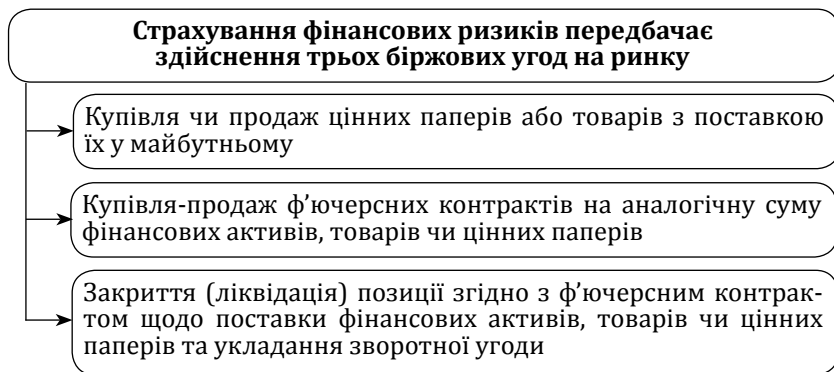 Страхування фінансових ризиків передбачає
здійснення трьох біржових угод на ринку
Купівля чи продаж цінних паперів або товарів з поставкою
їх у майбутньому
Купівля-продаж ф’ючерсних контрактів на аналогічну суму
фінансових активів, товарів чи цінних паперів
Закриття (ліквідація) позиції згідно з ф’ючерсним контрак-
том щодо поставки фінансових активів, товарів чи цінних
паперів та укладання зворотної угоди